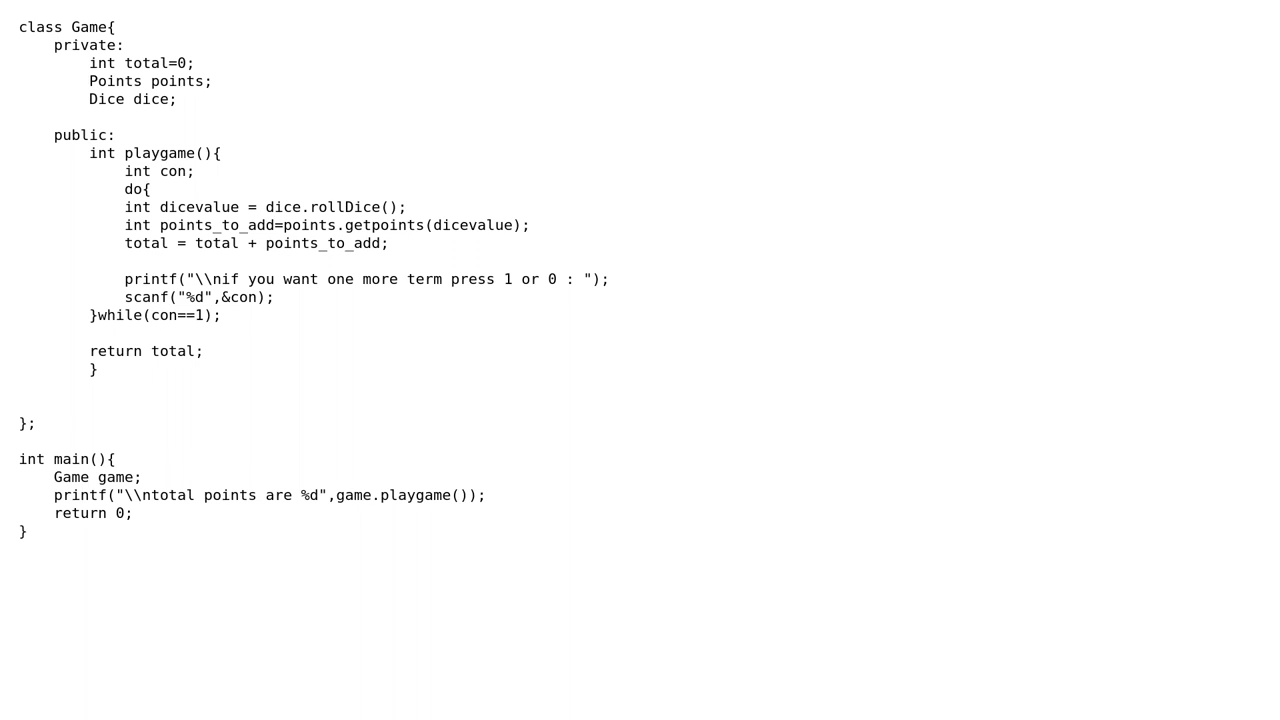 class Game{
    private:
        int total=0;
        Points points;
        Dice dice;

    public:
        int playgame(){
            int con;
            do{
            int dicevalue = dice.rollDice();
            int points_to_add=points.getpoints(dicevalue);
            total = total + points_to_add;

            printf("\\nif you want one more term press 1 or 0 : ");
            scanf("%d",&con);
        }while(con==1);

        return total;
        }


};

int main(){
    Game game;
    printf("\\ntotal points are %d",game.playgame());
    return 0;
}